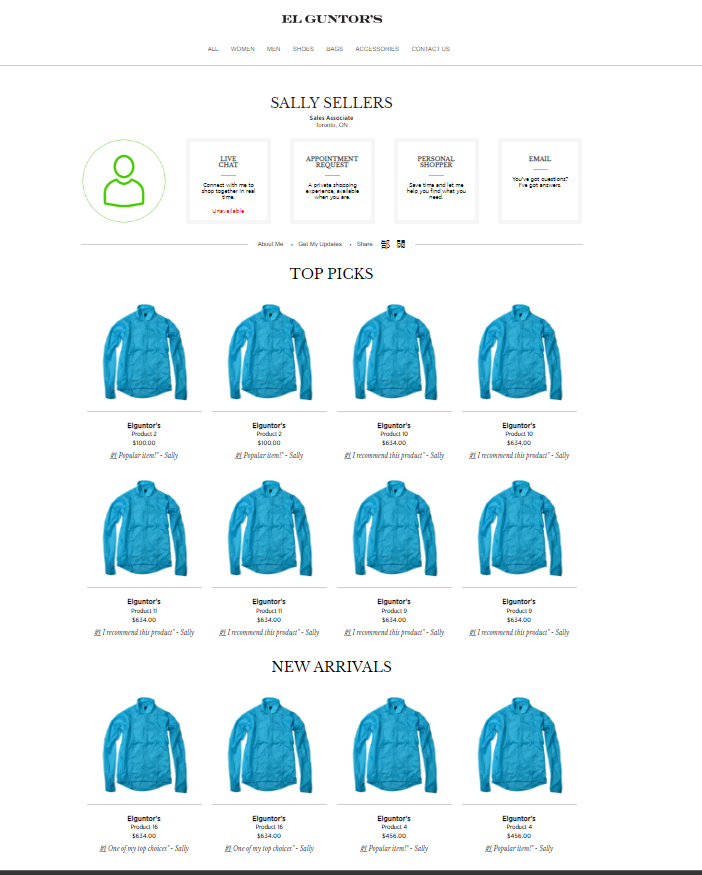 EL GUNTOR'S
ALL WOMEN MEN SHOES BAGS ACCESSORIES CONTACT US
SALLY SELLERS
Sales Associate
Toronto, ON
LIVE CHAT
Connect with me to
shop together in real
time.
Unavailable
APPOINTMENT
REQUEST
A private shopping
experience, available
when you are.
PERSONAL
SHOPPER
Save time and let me
help you find what you
need.
EMAIL
You've got questions?
I've got answers.
About Me • Get My Updates • Share
TOP PICKS
Elguntor's Elguntor's Elguntor's Elguntor's
Product 2 Product 2 Product 10 Product 10
$100.00 $100.00 $634.00 $634.00
Popular item!" - Sally Popular item!" - Sally I recommend this product" - Sally I recommend this product" - Sally
Elguntor's Elguntor's Elguntor's Elguntor's
Product 11 Product 11 Product 9 Product 9
$634.00 $634.00 $634.00 $634.00
I recommend this product" - Sally I recommend this product" - Sally I recommend this product" - Sally I recommend this product" - Sally
NEW ARRIVALS
Elguntor's Elguntor's Elguntor's Elguntor's
Product 16 Product 16 Product 4 Product 4
$634.00 $634.00 $456.00 $456.00
One of my top choices" - Sally One of my top choices" - Sally Popular item!" - Sally Popular item!" - Sally